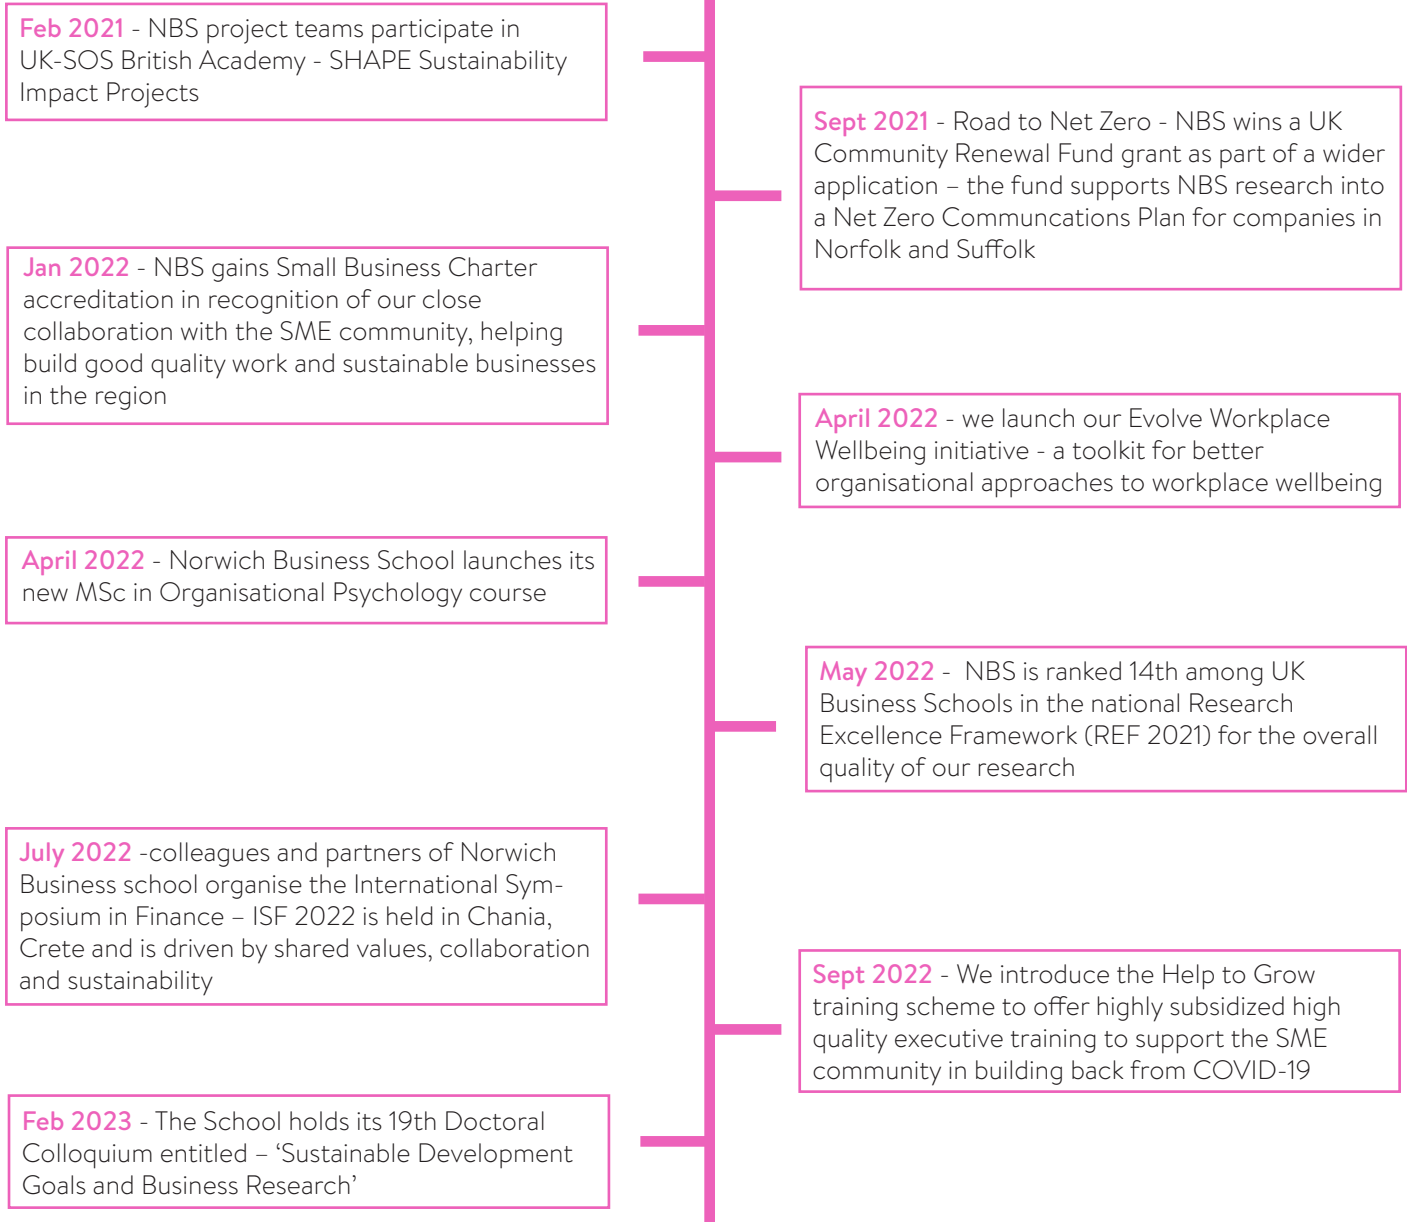 Feb 2021 - NBS project teams participate in
UK-SOS British Academy - SHAPE Sustainability
Impact Projects
Sept 2021 - Road to Net Zero - NBS wins a UK
Community Renewal Fund grant as part of a wider
application – the fund supports NBS research into
a Net Zero Communcations Plan for companies in
Norfolk and Suffolk
Jan 2022 - NBS gains Small Business Charter
accreditation in recognition of our close
collaboration with the SME community, helping
build good quality work and sustainable businesses
in the region
April 2022 - we launch our Evolve Workplace
Wellbeing initiative - a toolkit for better
organisational approaches to workplace wellbeing
April 2022 - Norwich Business School launches its
new MSc in Organisational Psychology course
May 2022 -  NBS is ranked 14th among UK
Business Schools in the national Research
Excellence Framework (REF 2021) for the overall
quality of our research
July 2022 -colleagues and partners of Norwich
Business school organise the International Sym-
posium in Finance – ISF 2022 is held in Chania,
Crete and is driven by shared values, collaboration
and sustainability
Sept 2022 - We introduce the Help to Grow
training scheme to offer highly subsidized high
quality executive training to support the SME
community in building back from COVID-19
Feb 2023 - The School holds its 19th Doctoral
Colloquium entitled – ‘Sustainable Development
Goals and Business Research’